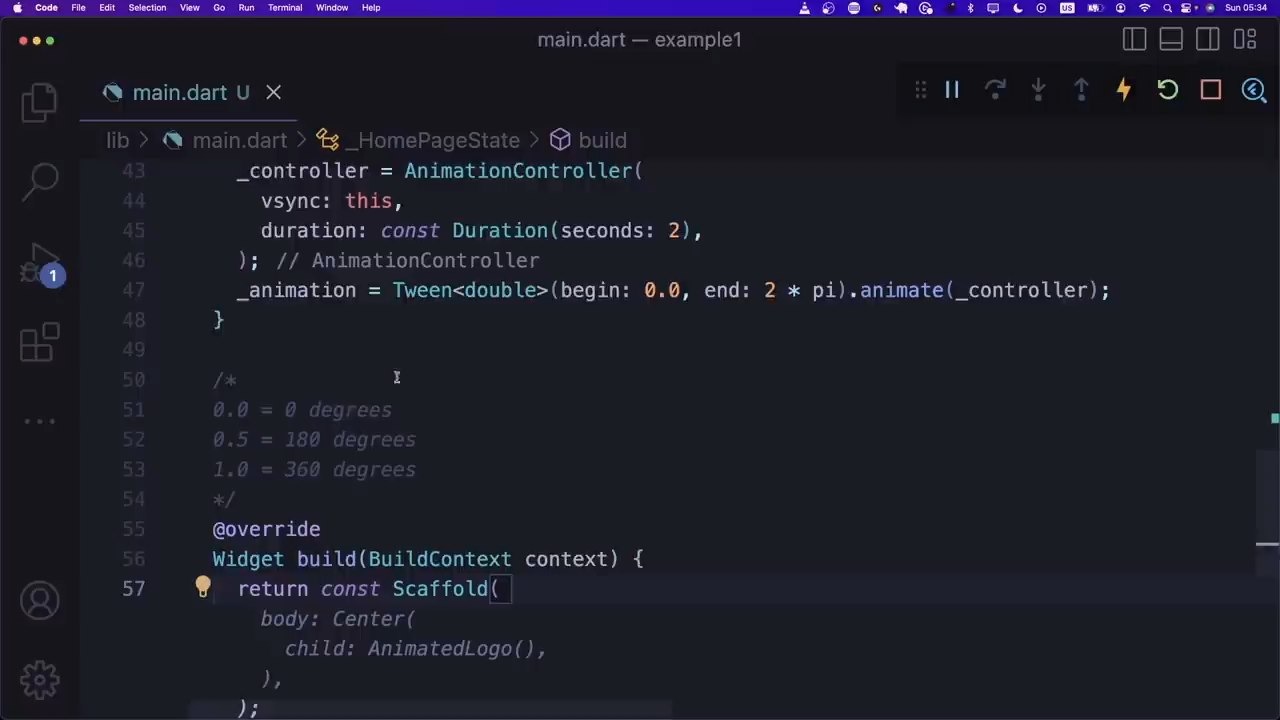 Code File Edit Selection View Go Run Terminal Window Help US Sun 05:34
main.dart — example1
main.dart U
lib > main.dart > _HomePageState > build
43 _controller = AnimationController(
44 vsync: this,
45 duration: const Duration(seconds: 2),
46 ); // AnimationController
47 _animation = Tween<double>(begin: 0.0, end: 2 * pi).animate(_controller);
48 }
49
50 /*
51 0.0 = 0 degrees
52 0.5 = 180 degrees
53 1.0 = 360 degrees
54 */
55 @override
56 Widget build(BuildContext context) {
57 return const Scaffold(
body: Center(
child: AnimatedLogo(),
),
);
1